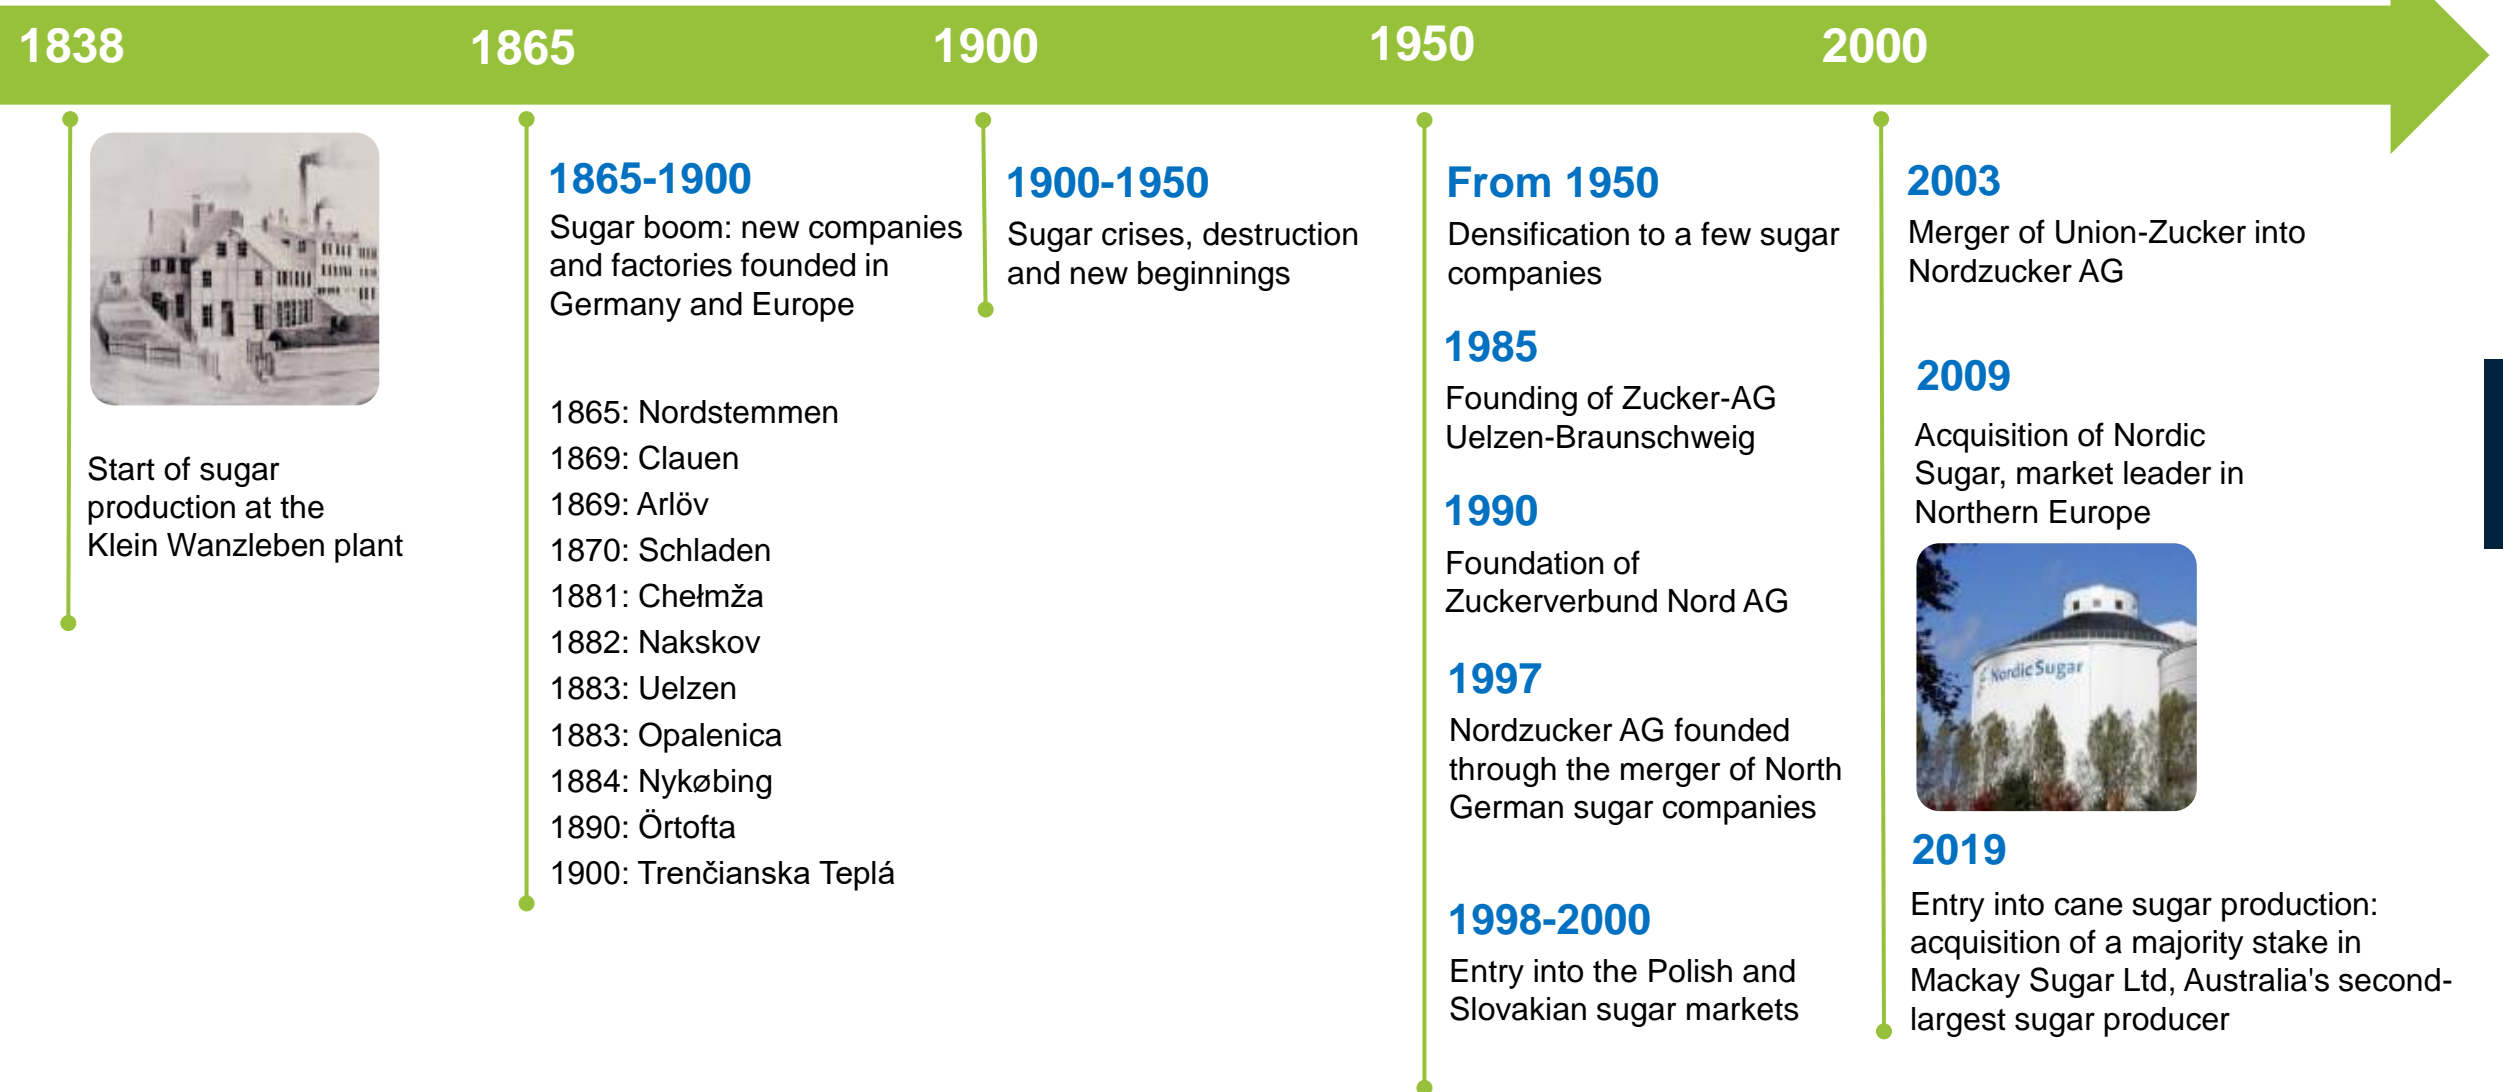 1838
1865
1900
1950
2000
Start of sugar
production at the
Klein Wanzleben plant
1865-1900
Sugar boom: new companies
and factories founded in
Germany and Europe
1865: Nordstemmen
1869: Clauen
1869: Arlöv
1870: Schladen
1881: Chełmža
1882: Nakskov
1883: Uelzen
1883: Opalenica
1884: Nykøbing
1890: Örtofta
1900: Trenčianska Teplá
1900-1950
Sugar crises, destruction
and new beginnings
From 1950
Densification to a few sugar
companies
1985
Founding of Zucker-AG
Uelzen-Braunschweig
1990
Foundation of
Zuckerverbund Nord AG
1997
Nordzucker AG founded
through the merger of North
German sugar companies
1998-2000
Entry into the Polish and
Slovakian sugar markets
2003
Merger of Union-Zucker into
Nordzucker AG
2009
Acquisition of Nordic
Sugar, market leader in
Northern Europe
Nordic Sugar
2019
Entry into cane sugar production:
acquisition of a majority stake in
Mackay Sugar Ltd, Australia's second-
largest sugar producer